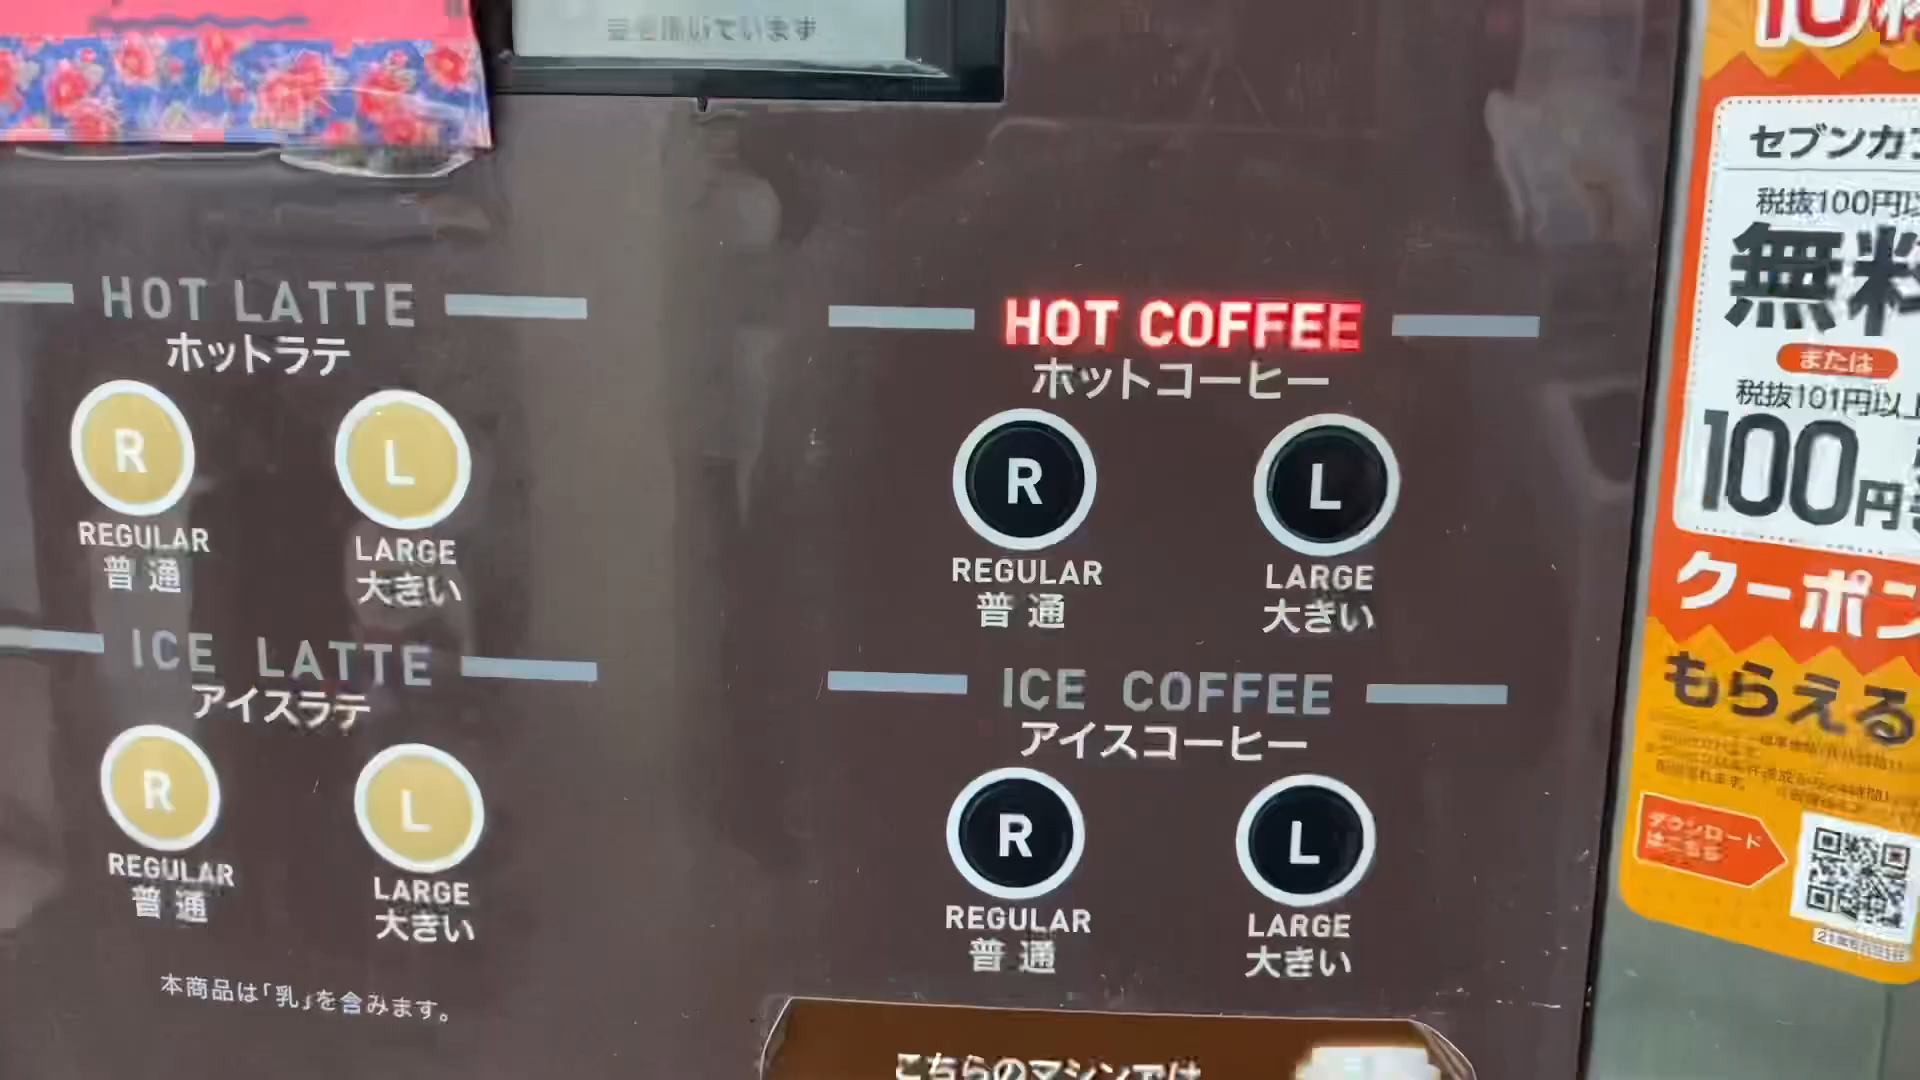 HOT LATTE
ホットラテ
R
L
REGULAR
普通
LARGE
大きい
ICE LATTE
アイスラテ
R
L
REGULAR
普通
LARGE
大きい
本商品は「乳」を含みます。
HOT COFFEE
ホットコーヒー
R
L
REGULAR
普通
LARGE
大きい
ICE COFFEE
アイスコーヒー
R
L
REGULAR
普通
LARGE
大きい
こちらのマシンでは
セブンカフ
税抜100円以
無料
または
税抜101円以上
100円
クーポン
もらえる
ダウンロード
はこちら